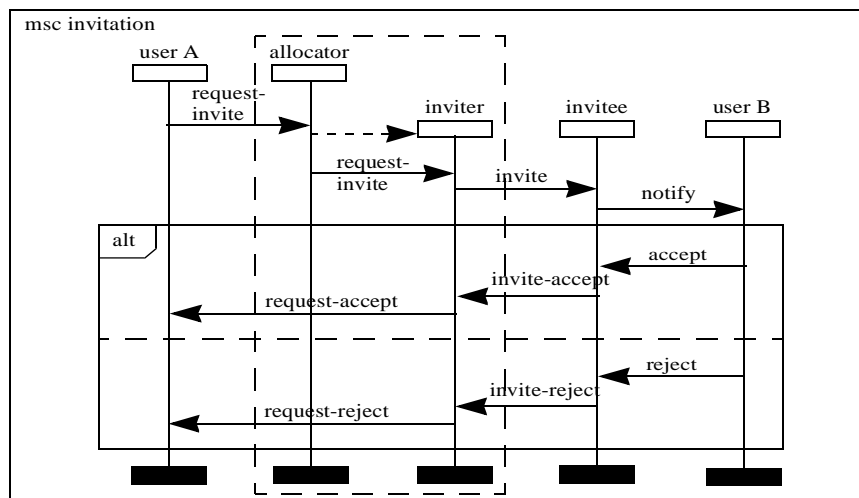 msc invitation
user A
allocator
request-
invite
inviter
invitee
user B
request-
invite
invite
notify
alt
accept
invite-accept
request-accept
reject
invite-reject
request-reject